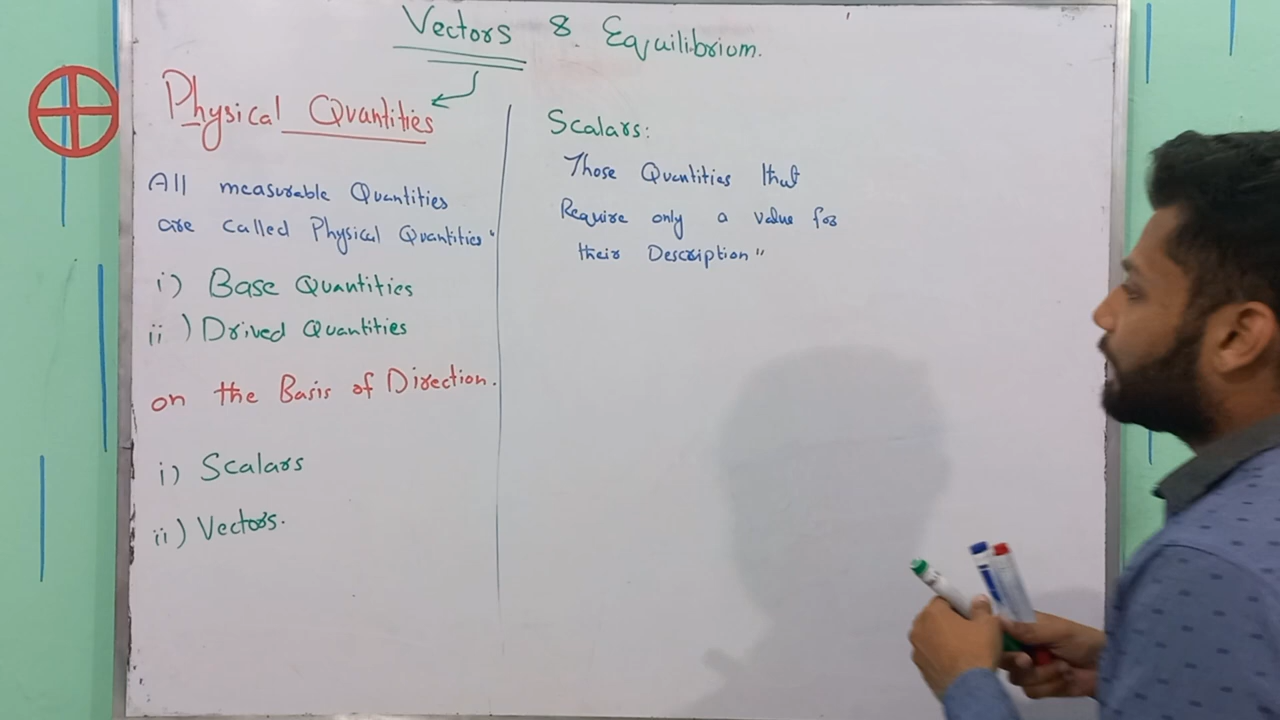 Vectors & Equilibrium.
Physical Quantities
All measurable Quantities
are called Physical Quantities"
i) Base Quantities
ii) Drived Quantities
on the Basis of Direction.
i) Scalars
ii) Vectors.
Scalars:
Those Quantities that
Require only a value for
their Description"